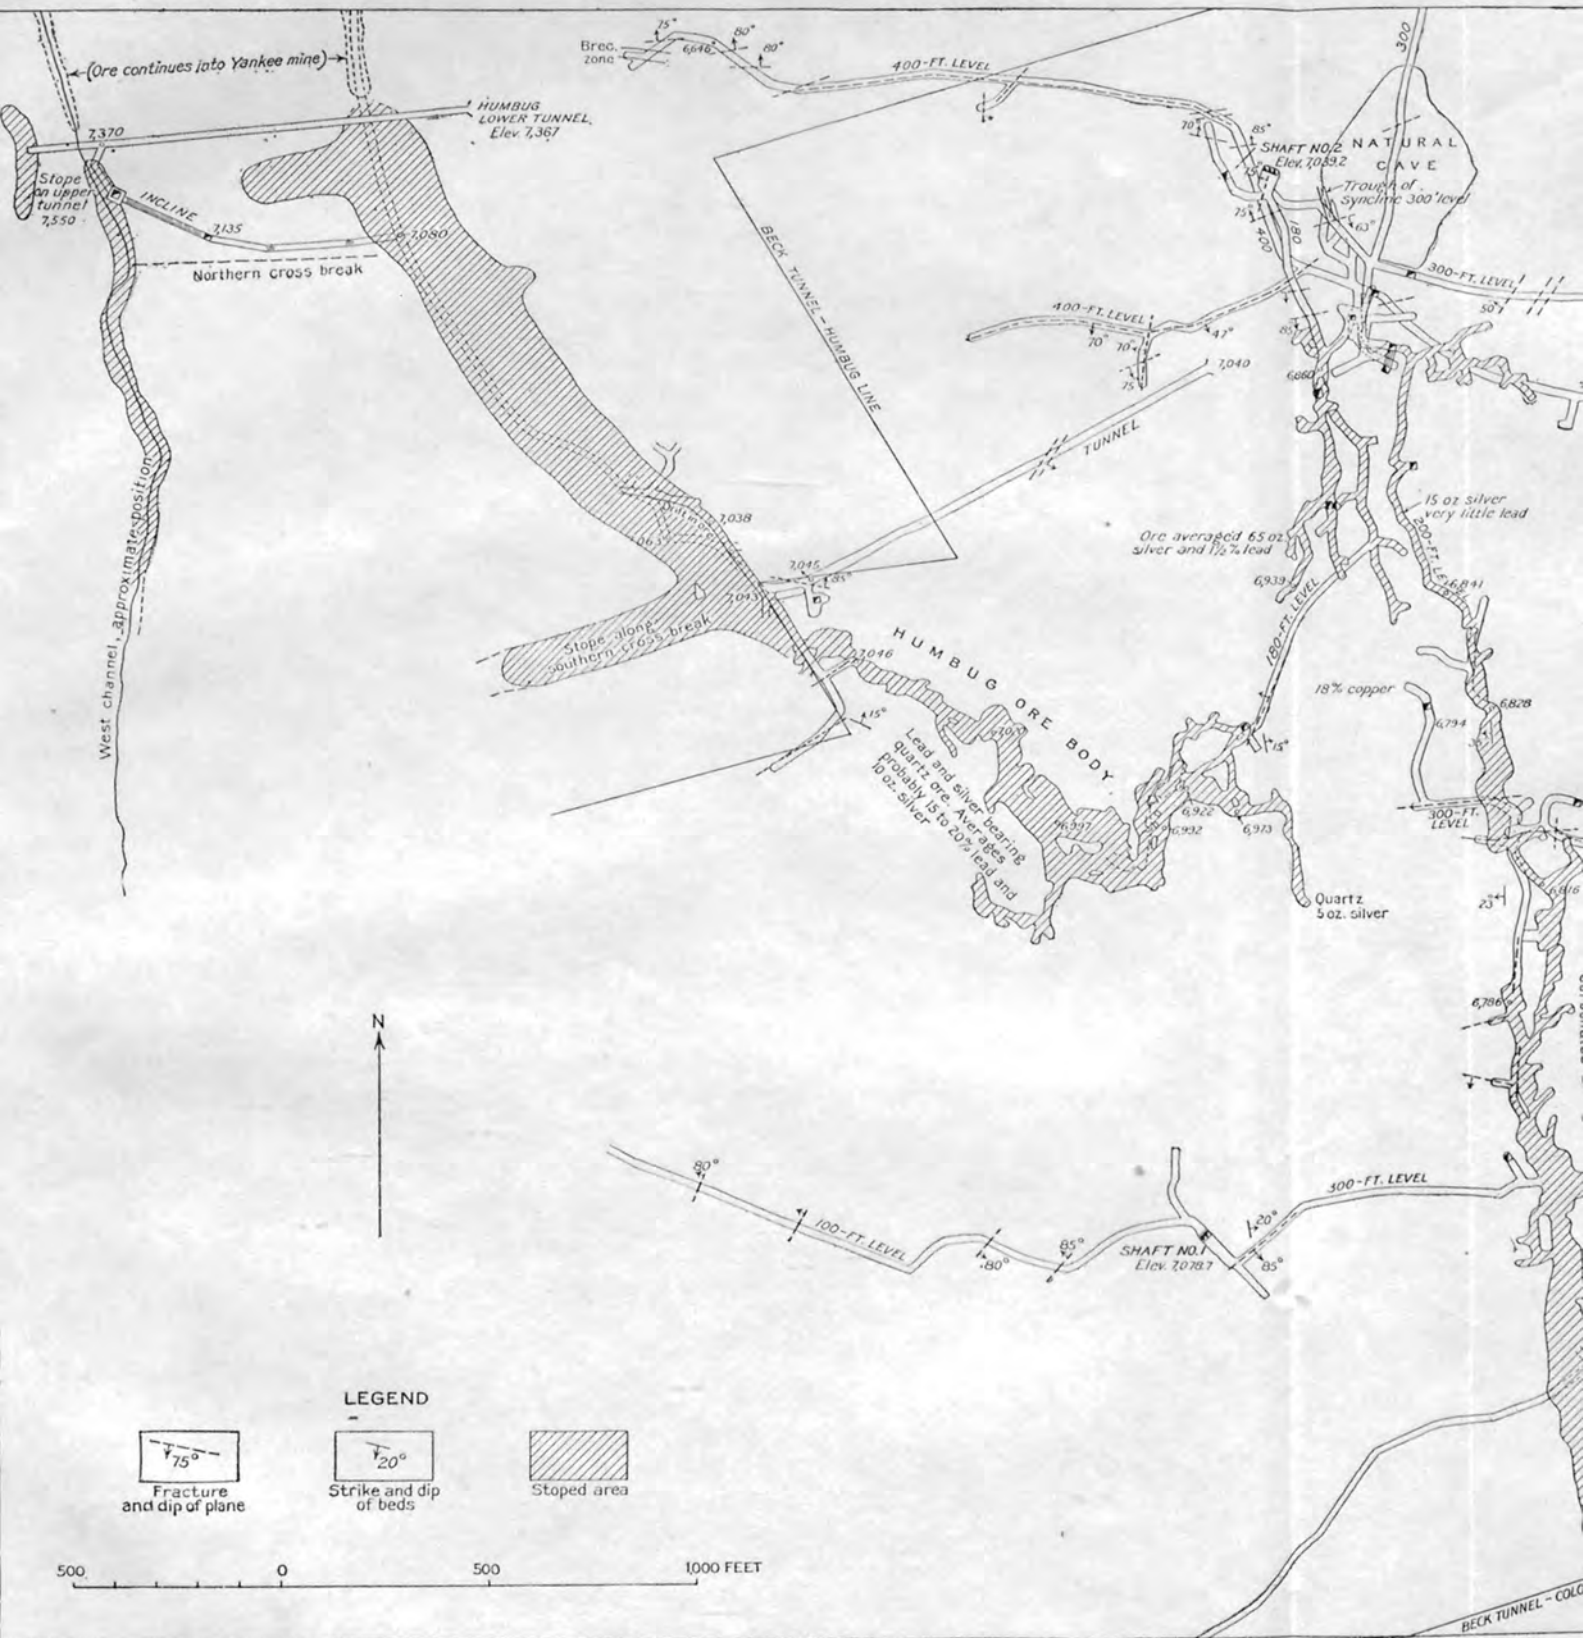 (Ore continues into Yankee mine)
HUMBUG
LOWER TUNNEL,
Elev. 7,367
7,370
Stope
on upper
tunnel
7,550
INCLINE
7,135
7,080
Northern cross break
West channel, approximate position
Brec.
zone
75°
6,646
80°
80°
400-FT. LEVEL
300
70°
85°
SHAFT NO.2
Elev. 7,039.2
75°
NATURAL
CAVE
Trough of
syncline 300' level
75°
400
180
63°
300-FT. LEVEL
50°
BECK TUNNEL - HUMBUG LINE
400-FT. LEVEL
70°
70°
47°
75
85°
7,040
TUNNEL
6,860
15 oz silver
very little lead
200-FT. LEVEL
Ore averaged 65 oz.
silver and 1½% lead
6,939
6,841
180-FT. LEVEL
7,038
7,045
85°
7,043
Stope along
southern cross break
7,046
HUMBUG ORE BODY
15°
Lead and silver bearing
quartz ore. Averages
probably 15 to 20% lead and
10 oz. silver
6,997
6,922
6,992
6,973
15°
Quartz
5 oz. silver
18% copper
6,794
6,828
300-FT.
LEVEL
6,816
23°
6,786
N
80°
100-FT. LEVEL
80°
85°
SHAFT NO.1
Elev. 7,078.7
20°
85°
300-FT. LEVEL
LEGEND
75°
Fracture
and dip of plane
20°
Strike and dip
of beds
Stoped area
500 0 500 1,000 FEET
BECK TUNNEL - COLO